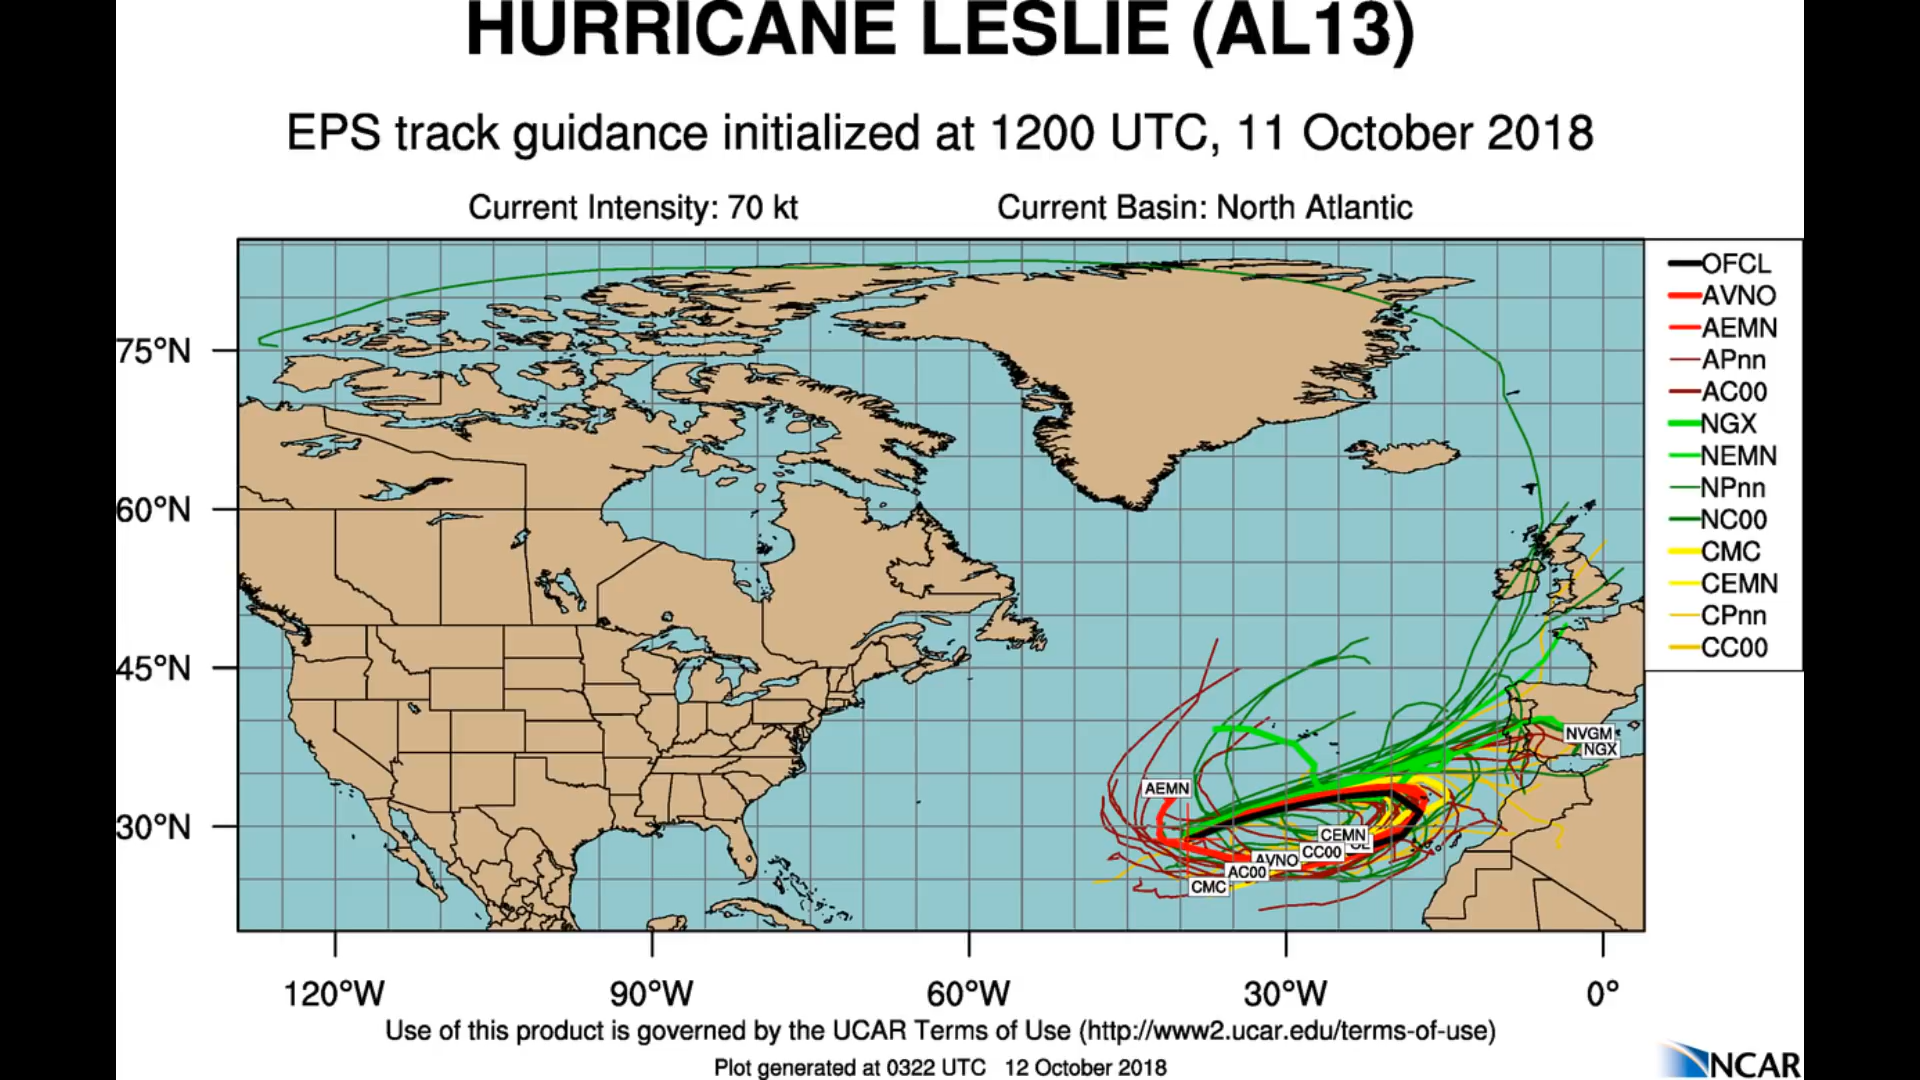 HURRICANE LESLIE (AL13)
EPS track guidance initialized at 1200 UTC, 11 October 2018
Current Intensity: 70 kt
Current Basin: North Atlantic
OFCL
AVNO
AEMN
APnn
AC00
NGX
NEMN
NPnn
NC00
CMC
CEMN
CPnn
CC00
75°N
60°N
45°N
30°N
NVGM
NGX
AEMN
CEMN
CC00
AVNO
AC00
CMC
120°W
90°W
60°W
30°W
0°
Use of this product is governed by the UCAR Terms of Use (http://www2.ucar.edu/terms-of-use)
Plot generated at 0322 UTC 12 October 2018
NCAR